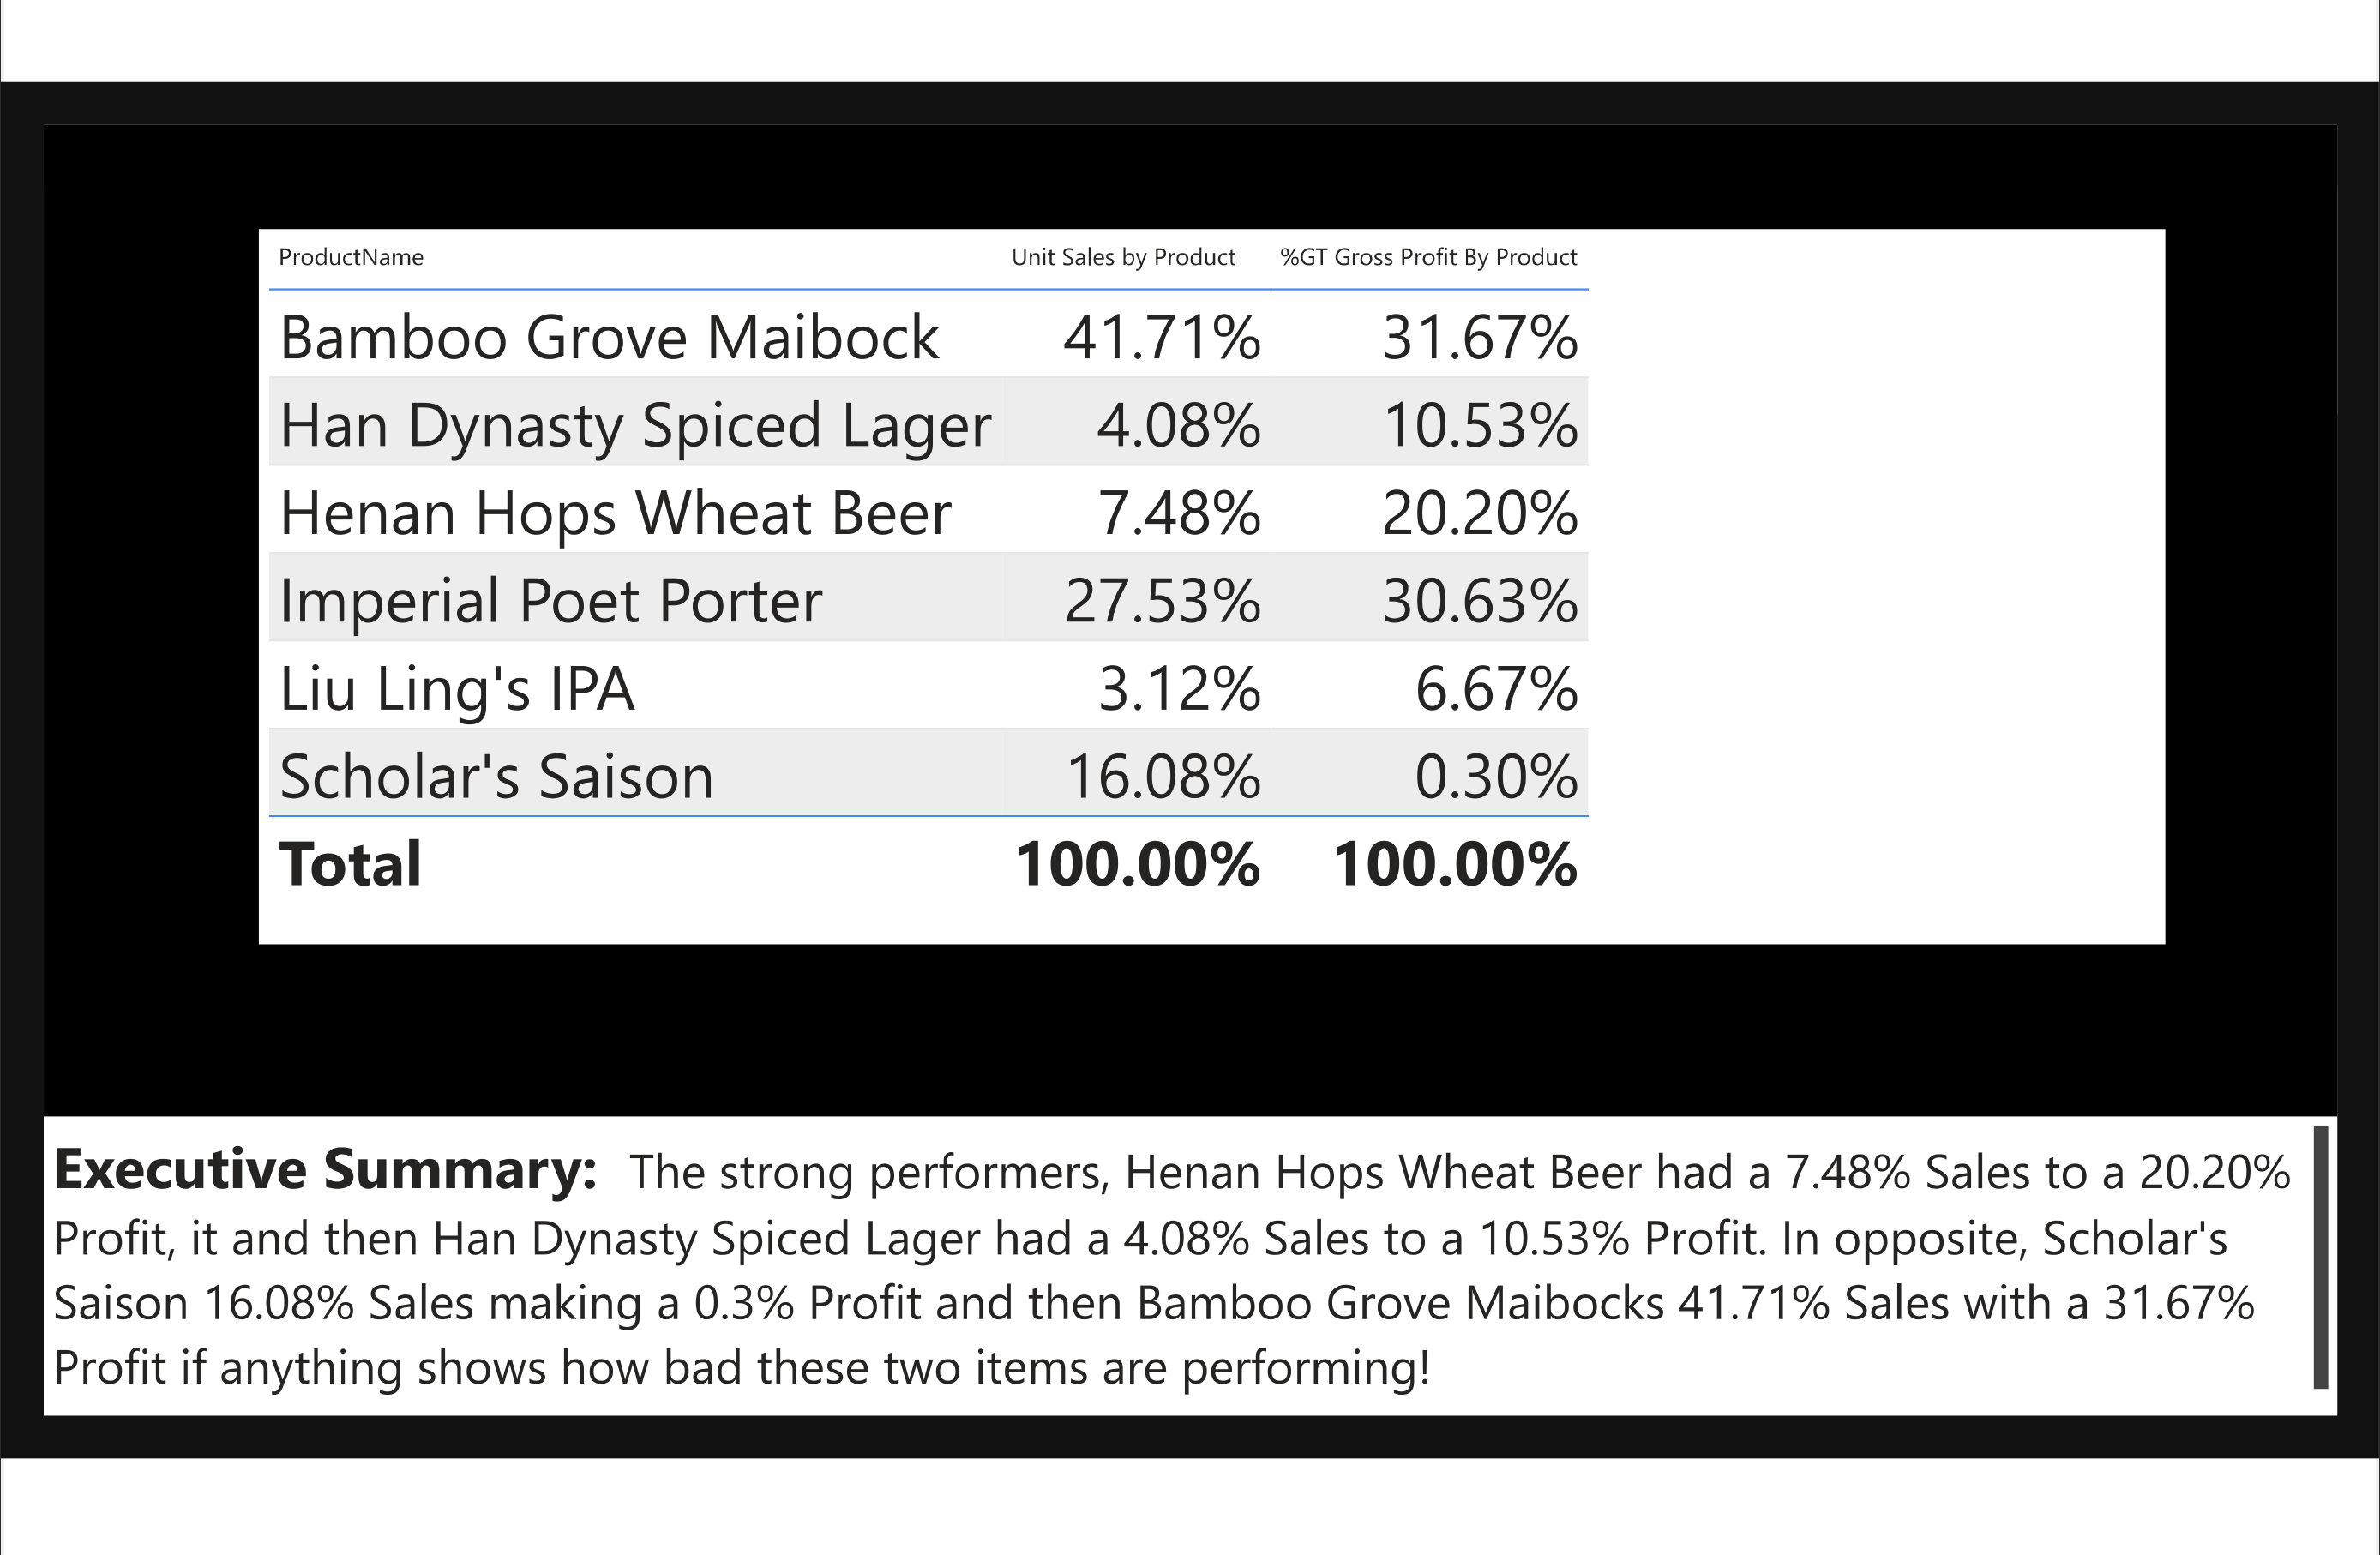 ProductName Unit Sales by Product %GT Gross Profit By Product
Bamboo Grove Maibock 41.71% 31.67%
Han Dynasty Spiced Lager 4.08% 10.53%
Henan Hops Wheat Beer 7.48% 20.20%
Imperial Poet Porter 27.53% 30.63%
Liu Ling's IPA 3.12% 6.67%
Scholar's Saison 16.08% 0.30%
Total 100.00% 100.00%
Executive Summary: The strong performers, Henan Hops Wheat Beer had a 7.48% Sales to a 20.20%
Profit, it and then Han Dynasty Spiced Lager had a 4.08% Sales to a 10.53% Profit. In opposite, Scholar's
Saison 16.08% Sales making a 0.3% Profit and then Bamboo Grove Maibocks 41.71% Sales with a 31.67%
Profit if anything shows how bad these two items are performing!